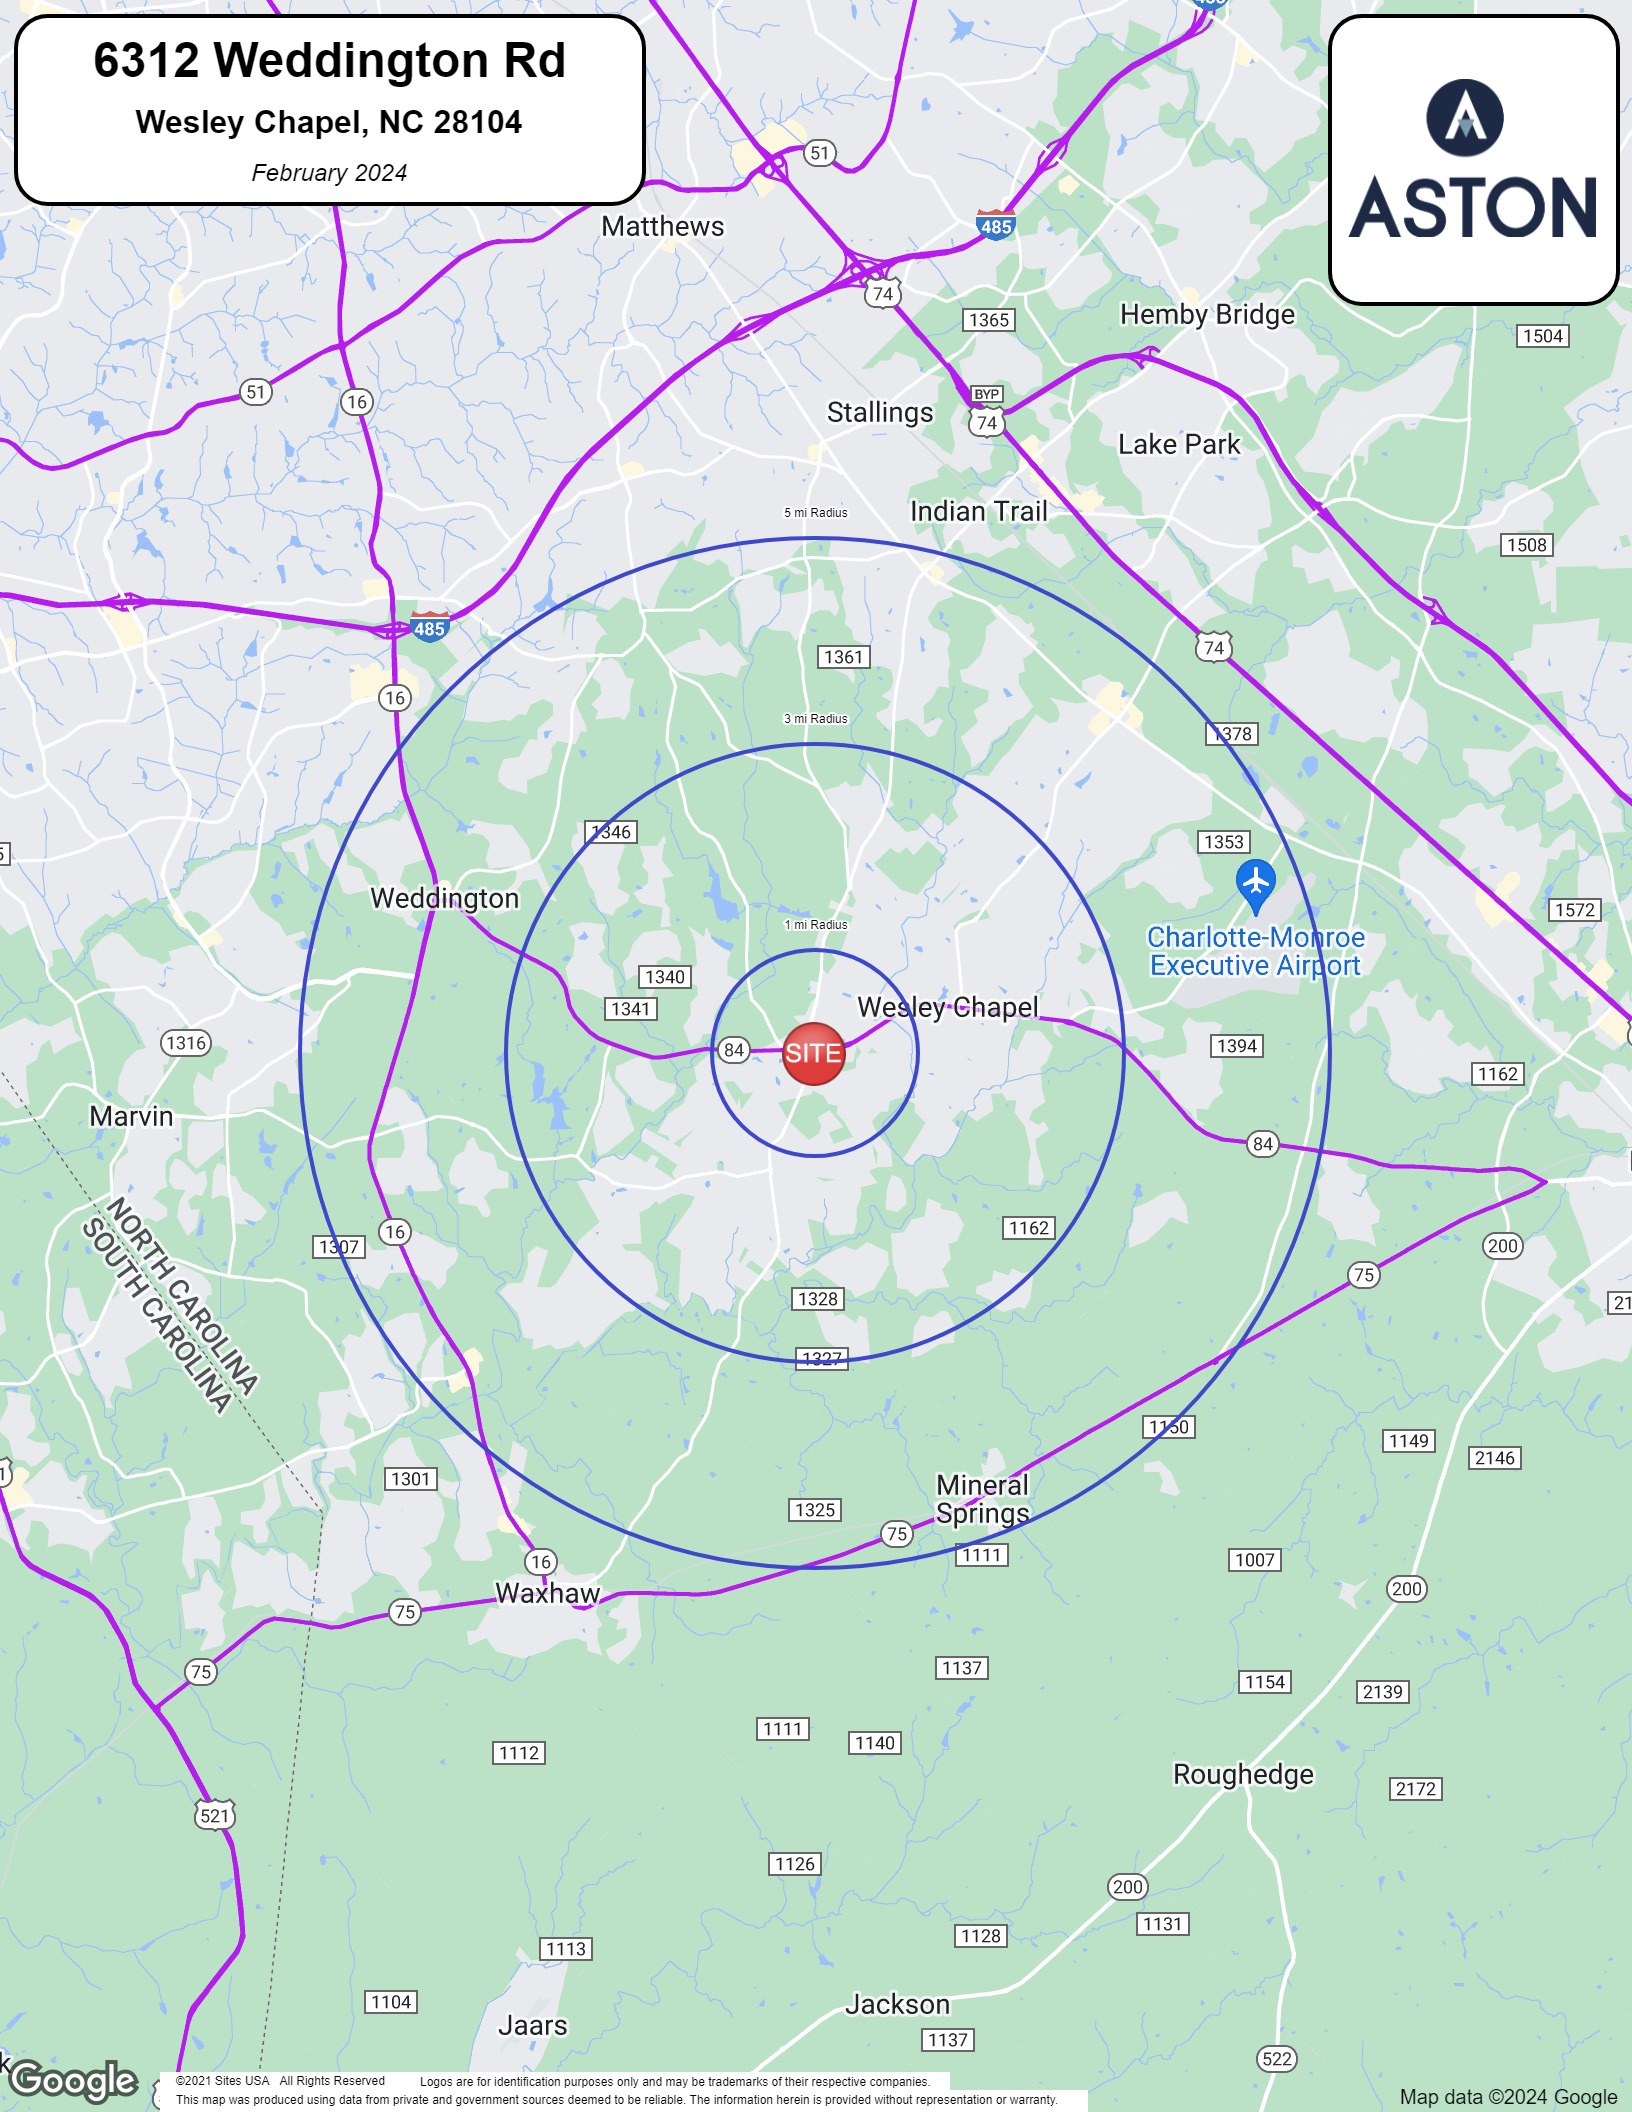 6312 Weddington Rd
Wesley Chapel, NC 28104
February 2024
ASTON
51
Matthews
485
74
1365
Hemby Bridge
1504
51
16
BYP
74
Stallings
Lake Park
5 mi Radius
Indian Trail
1508
485
74
1361
16
3 mi Radius
1378
1346
1353
Weddington
1572
1 mi Radius
Charlotte-Monroe
Executive Airport
1340
1341
Wesley Chapel
1316
84
SITE
1394
1162
Marvin
84
NORTH CAROLINA
SOUTH CAROLINA
16
1307
1162
200
75
1328
21
1327
1150
1149
2146
1301
Mineral
Springs
1325
75
1111
16
1007
Waxhaw
200
75
75
1137
1154
2139
1111
1112
1140
Roughedge
2172
521
1126
200
1131
1128
1113
1104
Jackson
Jaars
1137
522
Google
©2021 Sites USA All Rights Reserved Logos are for identification purposes only and may be trademarks of their respective companies.
This map was produced using data from private and government sources deemed to be reliable. The information herein is provided without representation or warranty.
Map data ©2024 Google